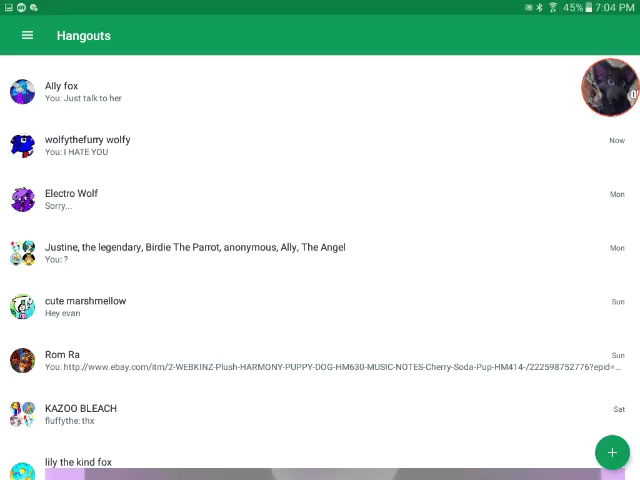 45% 7:04 PM
Hangouts
Ally fox
You: Just talk to her
wolfythefurry wolfy
Now
You: I HATE YOU
Electro Wolf
Mon
Sorry...
Justine, the legendary, Birdie The Parrot, anonymous, Ally, The Angel
Mon
You: ?
cute marshmellow
Sun
Hey evan
Rom Ra
Sun
You: http://www.ebay.com/itm/2-WEBKINZ-Plush-HARMONY-PUPPY-DOG-HM630-MUSIC-NOTES-Cherry-Soda-Pup-HM414-/222598752776?epid=...
KAZOO BLEACH
Sat
fluffythe: thx
lily the kind fox